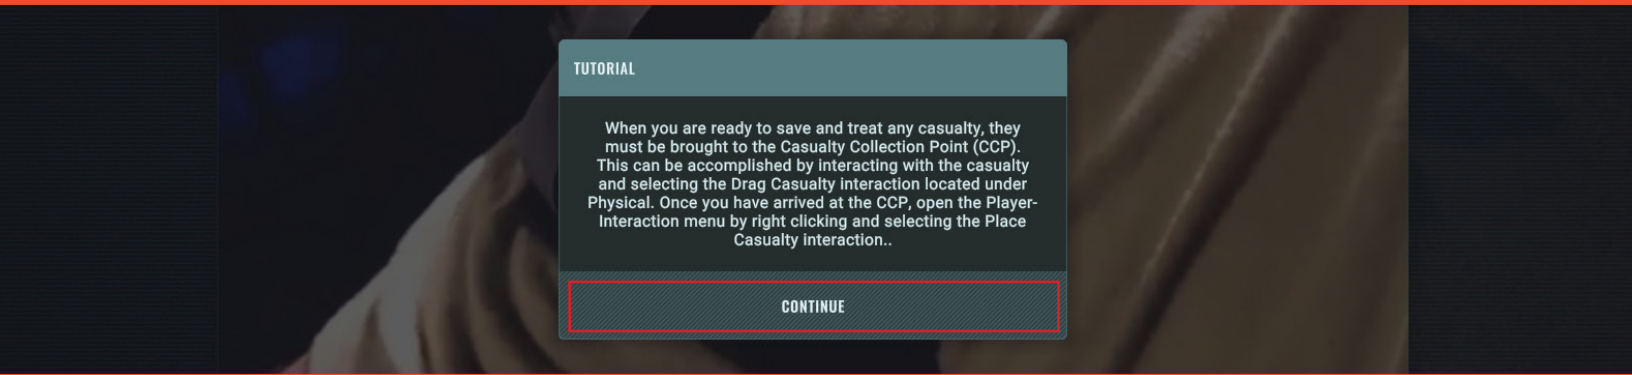 TUTORIAL
When you are ready to save and treat any casualty, they
must be brought to the Casualty Collection Point (CCP).
This can be accomplished by interacting with the casualty
and selecting the Drag Casualty interaction located under
Physical. Once you have arrived at the CCP, open the Player-
Interaction menu by right clicking and selecting the Place
Casualty interaction..
CONTINUE